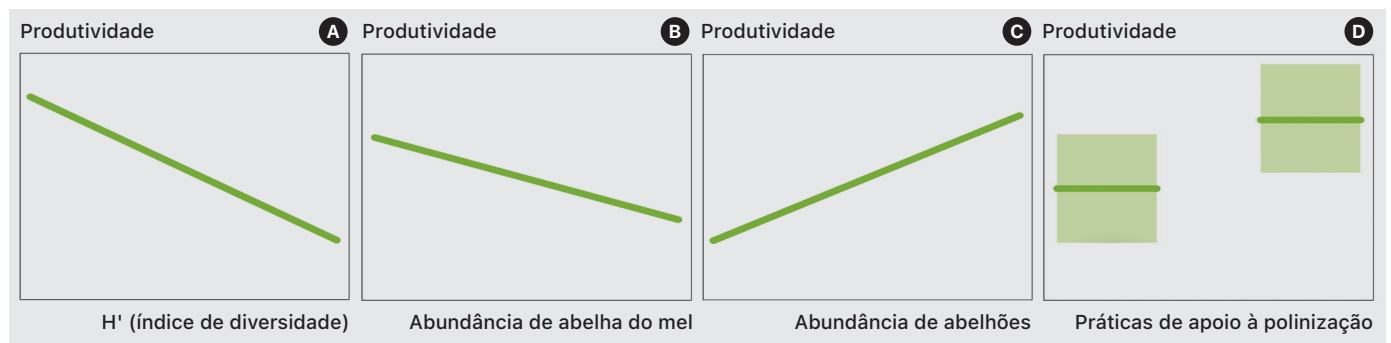 Produtividade A
Produtividade B
Produtividade C
Produtividade D
H' (índice de diversidade)
Abundância de abelha do mel
Abundância de abelhões
Práticas de apoio à polinização